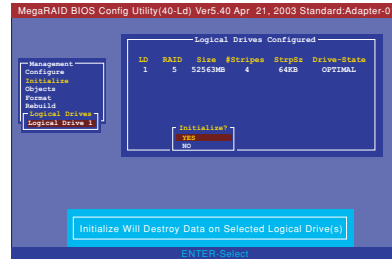 MegaRAID BIOS Config Utility(40-Ld) Ver5.40 Apr 21, 2003 Standard:Adapter-0
Logical Drives Configured
LD RAID Size #Stripes StrpSz Drive-State
1 5 52563MB 4 64KB OPTIMAL
Management
Configure
Initialize
Objects
Format
Rebuild
Logical Drives
Logical Drive 1
Initialize?
YES
NO
Initialize Will Destroy Data on Selected Logical Drive(s)
ENTER-Select